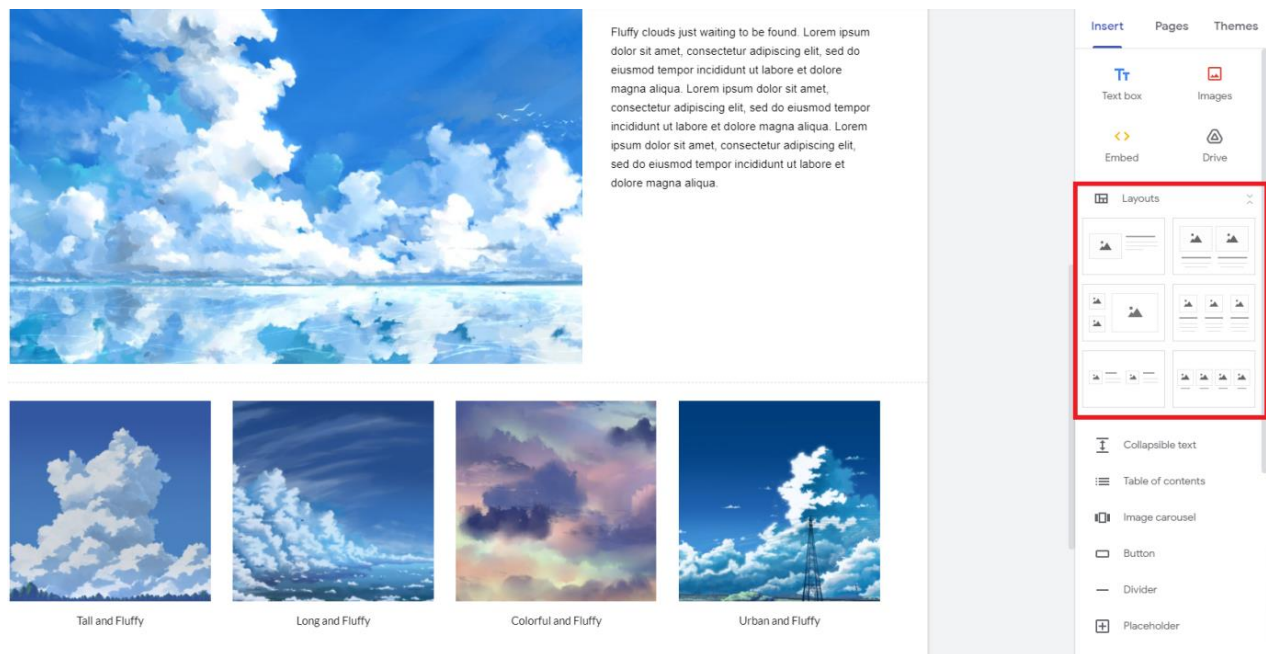 Fluffy clouds just waiting to be found. Lorem ipsum
dolor sit amet, consectetur adipiscing elit, sed do
eiusmod tempor incididunt ut labore et dolore
magna aliqua. Lorem ipsum dolor sit amet,
consectetur adipiscing elit, sed do eiusmod tempor
incididunt ut labore et dolore magna aliqua. Lorem
ipsum dolor sit amet, consectetur adipiscing elit,
sed do eiusmod tempor incididunt ut labore et
dolore magna aliqua.
Tall and Fluffy
Long and Fluffy
Colorful and Fluffy
Urban and Fluffy
Insert Pages Themes
Text box Images
Embed Drive
Layouts
Collapsible text
Table of contents
Image carousel
Button
Divider
Placeholder